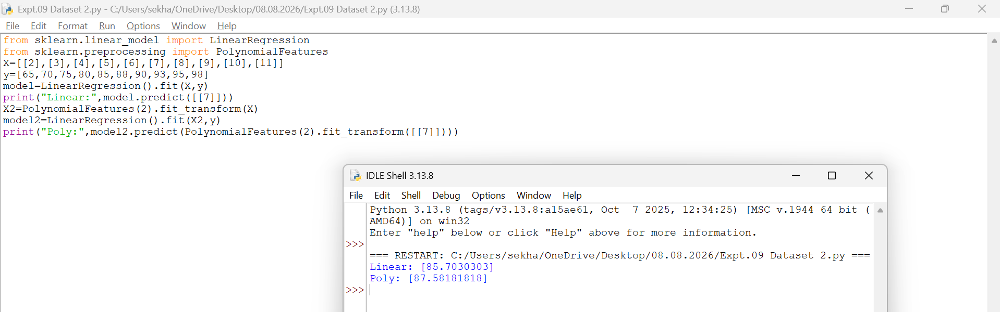 Expt.09 Dataset 2.py - C:/Users/sekha/OneDrive/Desktop/08.08.2026/Expt.09 Dataset 2.py (3.13.8)
File Edit Format Run Options Window Help
from sklearn.linear_model import LinearRegression
from sklearn.preprocessing import PolynomialFeatures
X=[[2],[3],[4],[5],[6],[7],[8],[9],[10],[11]]
y=[65,70,75,80,85,88,90,93,95,98]
model=LinearRegression().fit(X,y)
print("Linear:",model.predict([[7]]))
X2=PolynomialFeatures(2).fit_transform(X)
model2=LinearRegression().fit(X2,y)
print("Poly:",model2.predict(PolynomialFeatures(2).fit_transform([[7]])))
IDLE Shell 3.13.8
File Edit Shell Debug Options Window Help
Python 3.13.8 (tags/v3.13.8:a15ae61, Oct  7 2025, 12:34:25) [MSC v.1944 64 bit (
AMD64)] on win32
Enter "help" below or click "Help" above for more information.
>>>
=== RESTART: C:/Users/sekha/OneDrive/Desktop/08.08.2026/Expt.09 Dataset 2.py ===
Linear: [85.7030303]
Poly: [87.58181818]
>>>